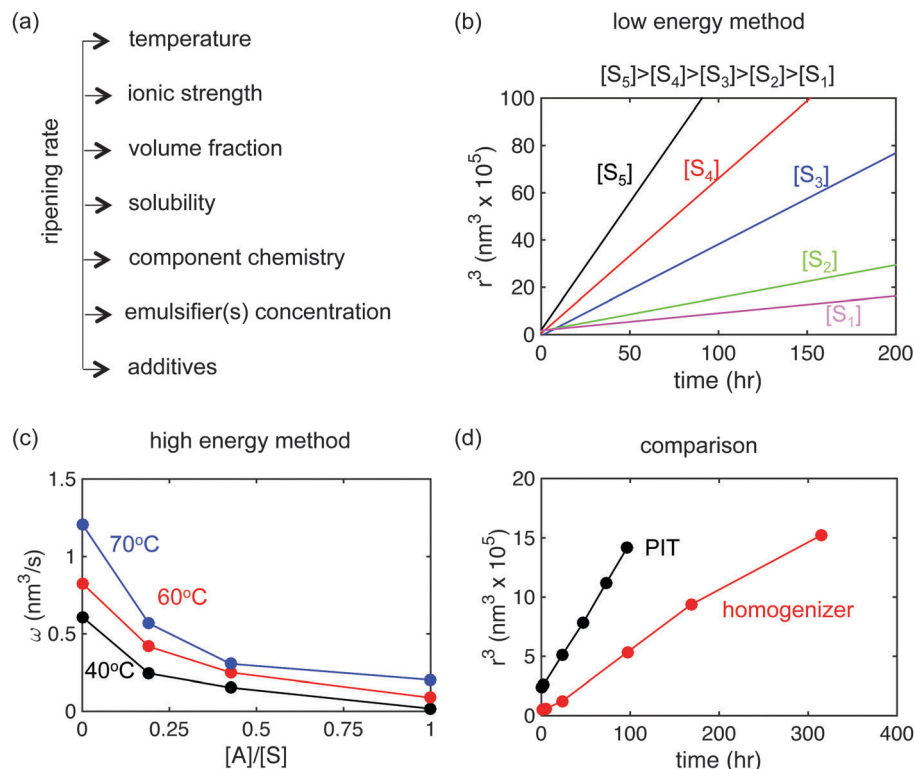 (a)
ripening rate
temperature
ionic strength
volume fraction
solubility
component chemistry
emulsifier(s) concentration
additives
(b)
low energy method
[S₅]>[S₄]>[S₃]>[S₂]>[S₁]
r³ (nm³ x 10⁵)
100
80
60
40
20
0
[S₅]
[S₄]
[S₃]
[S₂]
[S₁]
0 50 100 150 200
time (hr)
(c)
high energy method
ω (nm³/s)
1.5
1
0.5
0
70°C
60°C
40°C
0 0.25 0.5 0.75 1
[A]/[S]
(d)
comparison
r³ (nm³ x 10⁵)
20
15
10
5
0
PIT
homogenizer
0 100 200 300 400
time (hr)